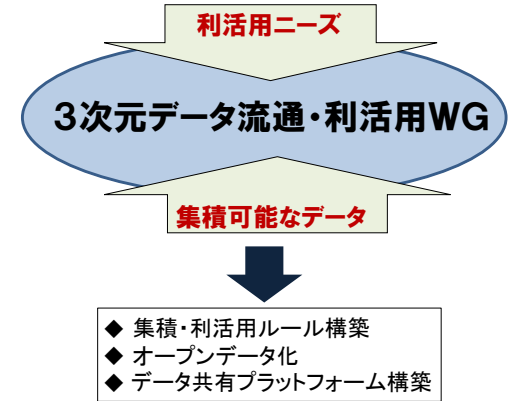 利活用ニーズ
３次元データ流通・利活用WG
集積可能なデータ
◆ 集積・利活用ルール構築
◆ オープンデータ化
◆ データ共有プラットフォーム構築